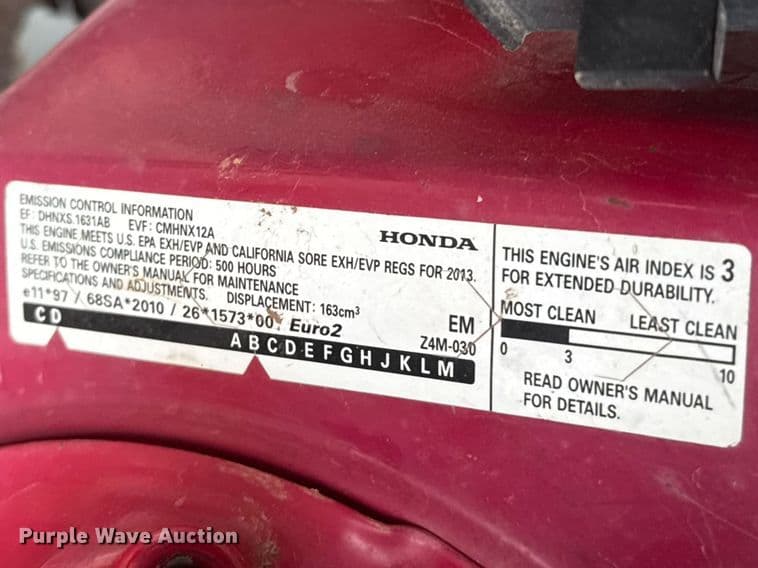 EMISSION CONTROL INFORMATION
EF: DHNXS.1631AB EVF: CMHNX12A
HONDA
THIS ENGINE MEETS U.S. EPA EXH/EVP AND CALIFORNIA SORE EXH/EVP REGS FOR 2013.
U.S. EMISSIONS COMPLIANCE PERIOD: 500 HOURS
REFER TO THE OWNER'S MANUAL FOR MAINTENANCE
SPECIFICATIONS AND ADJUSTMENTS. DISPLACEMENT: 163cm³
EM
e11*97 / 68SA*2010 / 26*1573*00 Euro2
Z4M-030
C D
A B C D E F G H J K L M
THIS ENGINE'S AIR INDEX IS 3
FOR EXTENDED DURABILITY.
MOST CLEAN LEAST CLEAN
0 3 10
READ OWNER'S MANUAL
FOR DETAILS.
Purple Wave Auction